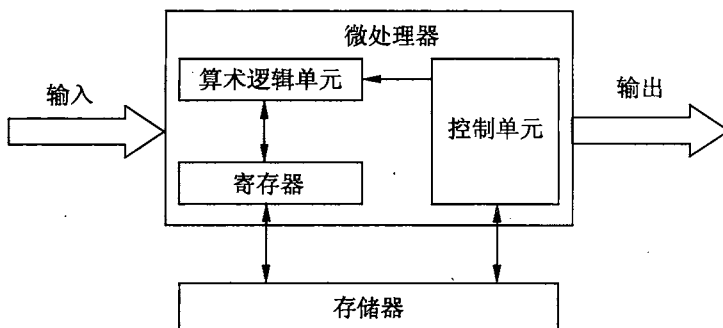 微处理器
算术逻辑单元
输入
输出
控制单元
寄存器
存储器